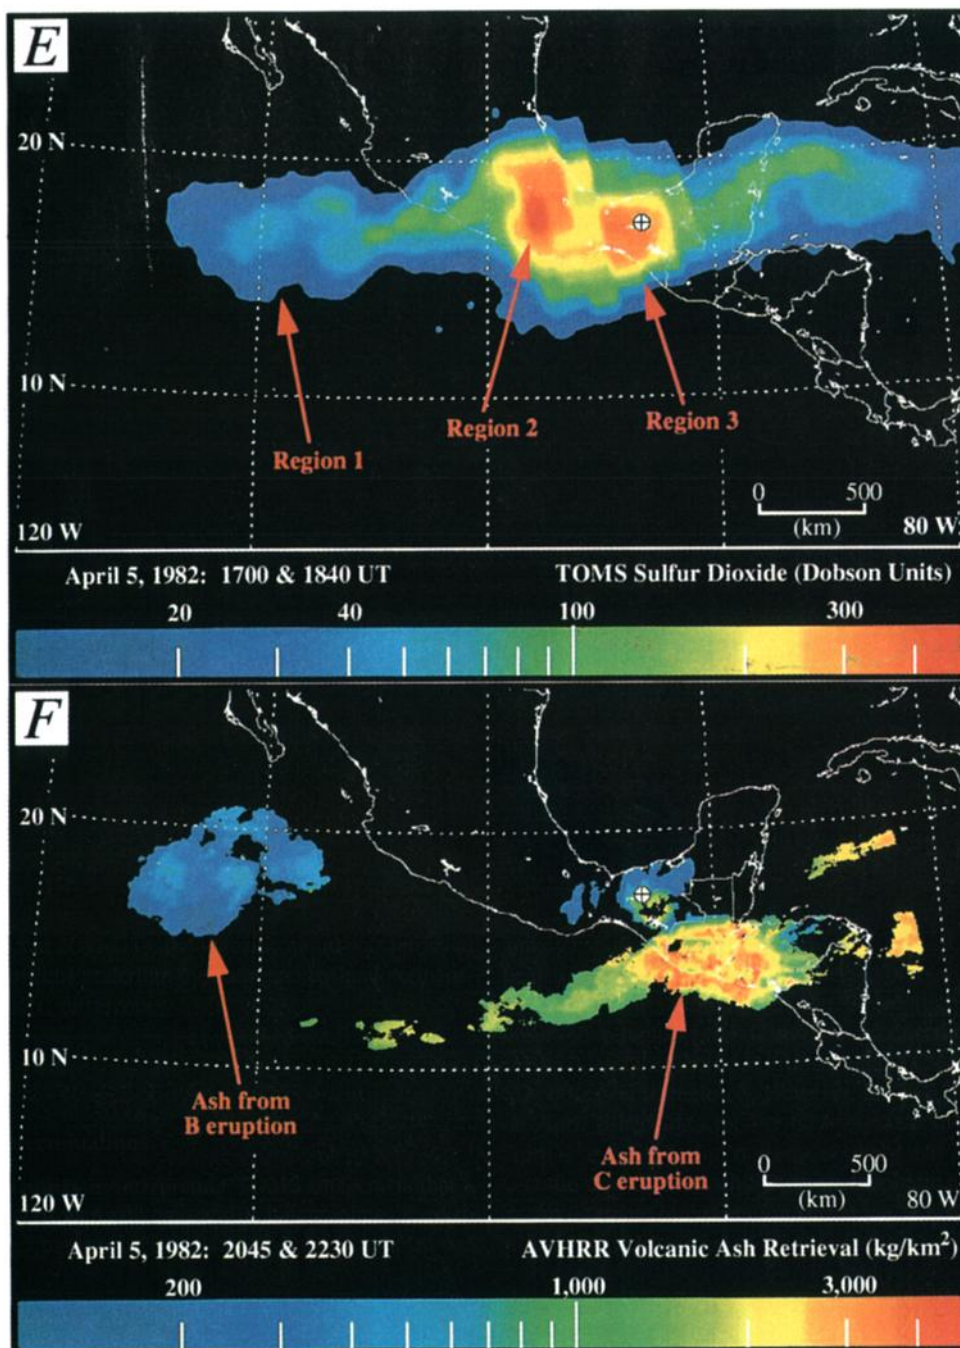 E
20 N
10 N
Region 1
Region 2
Region 3
0 500
(km)
120 W
80 W
April 5, 1982: 1700 & 1840 UT
TOMS Sulfur Dioxide (Dobson Units)
20 40 100 300
F
20 N
10 N
Ash from
B eruption
Ash from
C eruption
0 500
(km)
120 W
80 W
April 5, 1982: 2045 & 2230 UT
AVHRR Volcanic Ash Retrieval (kg/km²)
200 1,000 3,000